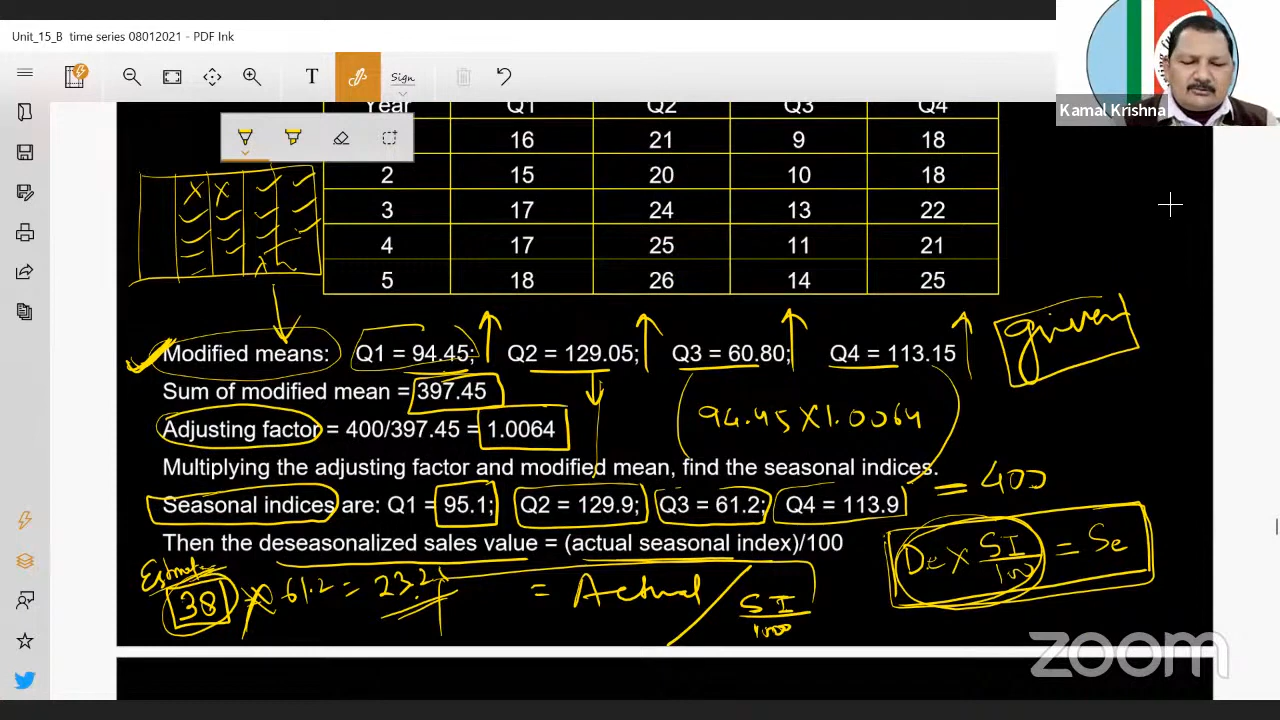 Unit_15_B time series 08012021 - PDF Ink
T
Sign
Kamal Krishna
Year Q1 Q2 Q3 Q4
16 21 9 18
2 15 20 10 18
3 17 24 13 22
4 17 25 11 21
5 18 26 14 25
given
Modified means: Q1 = 94.45; Q2 = 129.05; Q3 = 60.80; Q4 = 113.15
Sum of modified mean = 397.45
94.45 X 1.0064
Adjusting factor = 400/397.45 = 1.0064
Multiplying the adjusting factor and modified mean, find the seasonal indices.
= 400
Seasonal indices are: Q1 = 95.1; Q2 = 129.9; Q3 = 61.2; Q4 = 113.9
Then the deseasonalized sales value = (actual seasonal index)/100
De x SI/100 = Se
38 x 61.2 = 23.2
= Actual / SI/100
zoom